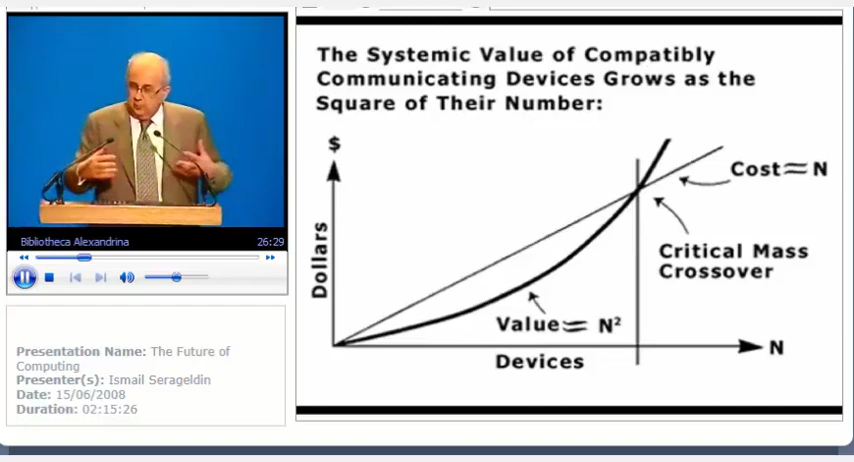 Bibliotheca Alexandrina 26:29
Presentation Name: The Future of
Computing
Presenter(s): Ismail Serageldin
Date: 15/06/2008
Duration: 02:15:26
The Systemic Value of Compatibly
Communicating Devices Grows as the
Square of Their Number:
$
Cost≈N
Dollars
Critical Mass
Crossover
Value≈ N²
N
Devices